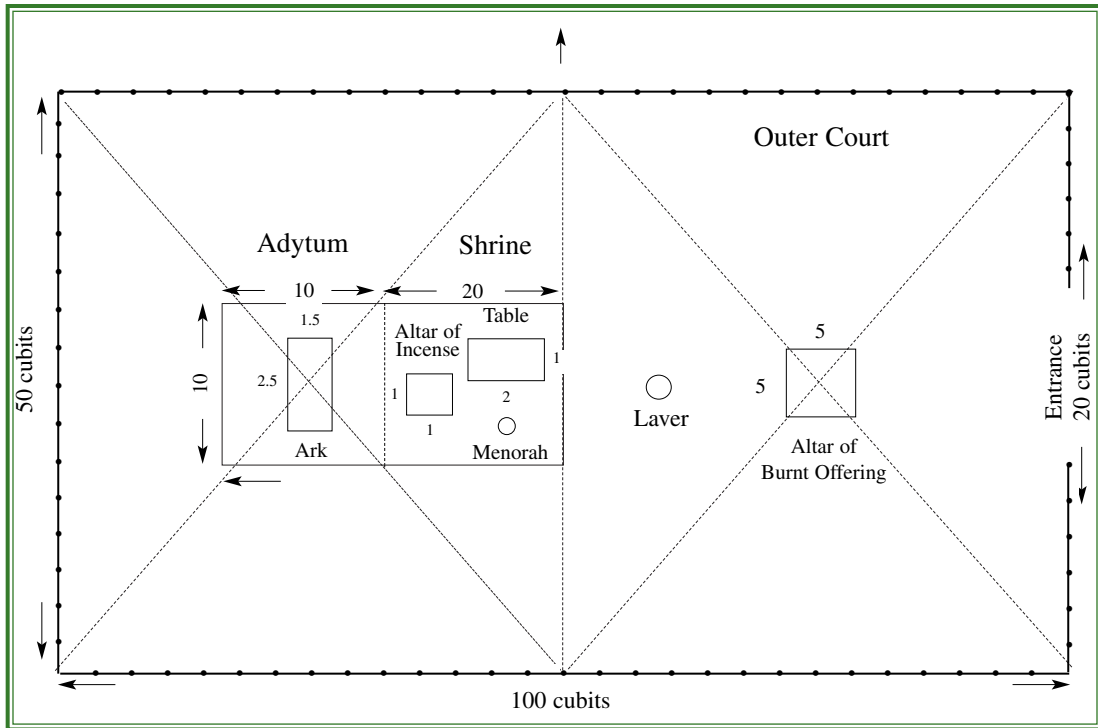 Outer Court
Adytum
Shrine
10
20
Table
1.5
Altar of
Incense
5
1
50 cubits
10
2.5
1
2
5
Entrance
20 cubits
Laver
1
Ark
Menorah
Altar of
Burnt Offering
100 cubits